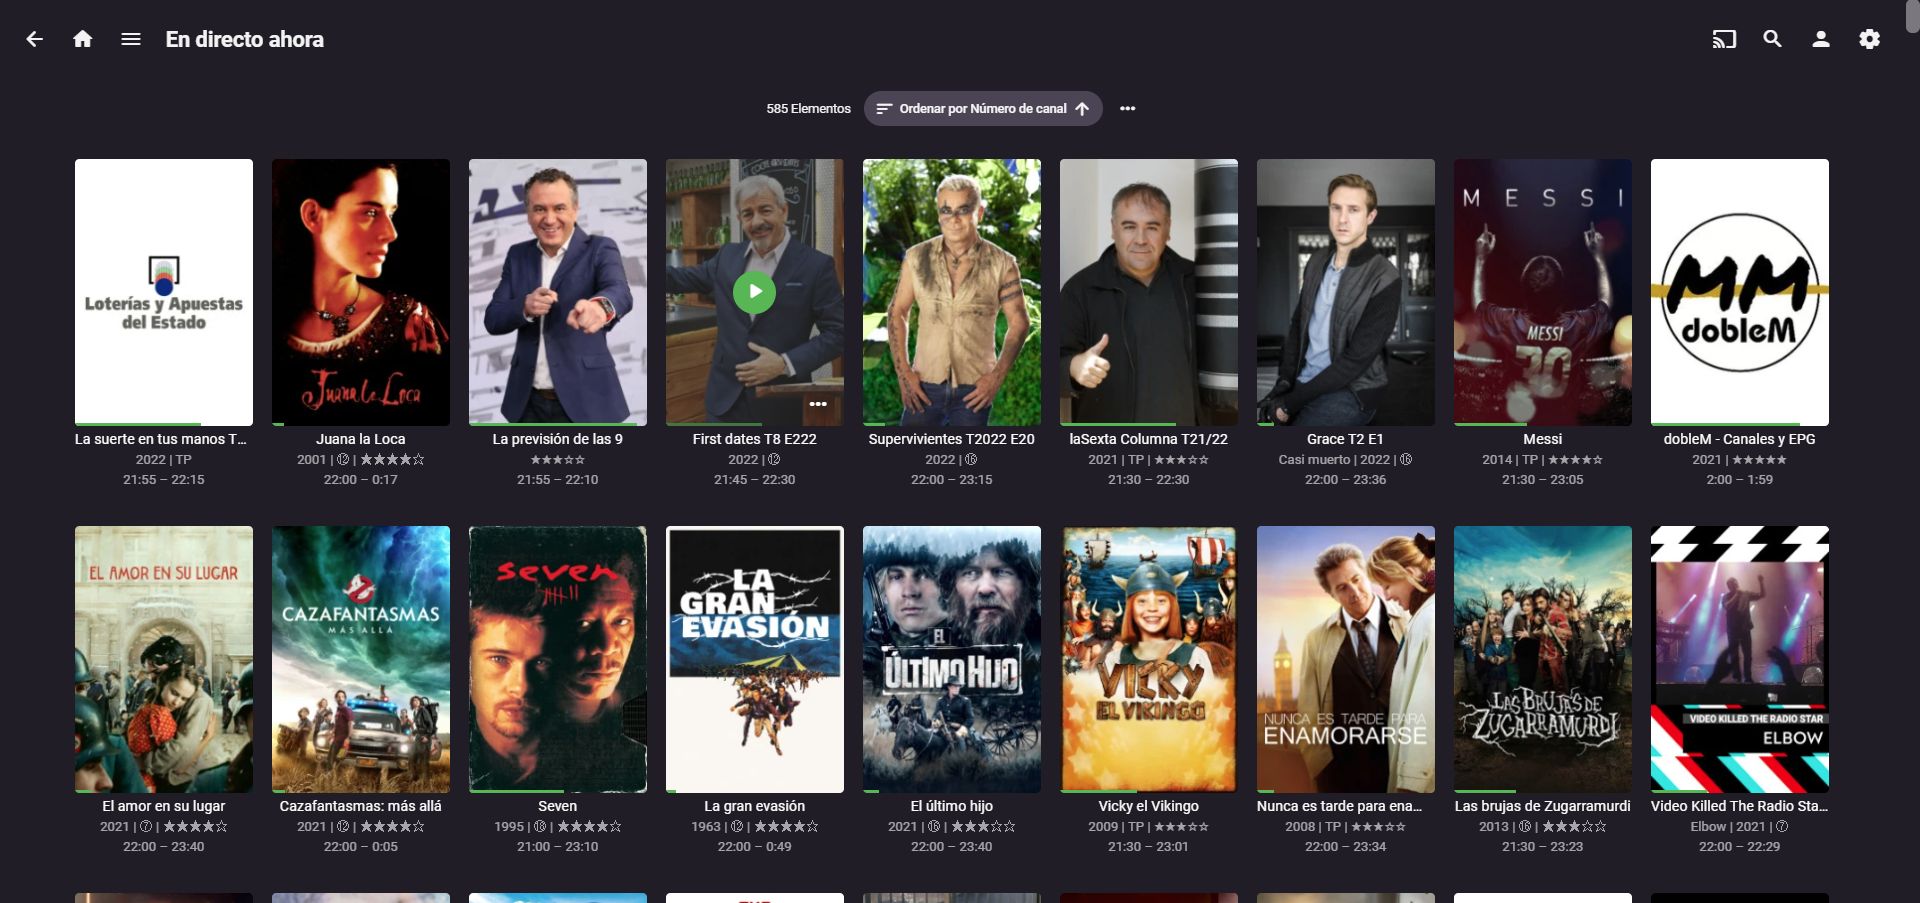 En directo ahora
585 Elementos
Ordenar por Número de canal
Loterías y Apuestas
del Estado
Juana la Loca
MESSI
MESSI
MM
dobleM
La suerte en tus manos T...
2022 | TP
21:55 – 22:15
Juana la Loca
2001 | ⑫ | ★★★★☆
22:00 – 0:17
La previsión de las 9
★★★☆☆
21:55 – 22:10
First dates T8 E222
2022 | ⑫
21:45 – 22:30
Supervivientes T2022 E20
2022 | ⑯
22:00 – 23:15
laSexta Columna T21/22
2021 | TP | ★★★☆☆
21:30 – 22:30
Grace T2 E1
Casi muerto | 2022 | ⑯
22:00 – 23:36
Messi
2014 | TP | ★★★★☆
21:30 – 23:05
dobleM - Canales y EPG
2021 | ★★★★★
2:00 – 1:59
EL AMOR EN SU LUGAR
CAZAFANTASMAS
MÁS ALLÁ
seven
LA
GRAN
EVASIÓN
EL
ÚLTIMO HIJO
VICKY
EL VIKINGO
NUNCA ES TARDE PARA
ENAMORARSE
LAS BRUJAS DE
ZUGARRAMURDI
VIDEO KILLED THE RADIO STAR
ELBOW
El amor en su lugar
2021 | ⑦ | ★★★★☆
22:00 – 23:40
Cazafantasmas: más allá
2021 | ⑫ | ★★★★☆
22:00 – 0:05
Seven
1995 | ⑱ | ★★★★☆
21:00 – 23:10
La gran evasión
1963 | ⑫ | ★★★★☆
22:00 – 0:49
El último hijo
2021 | ⑯ | ★★★☆☆
22:00 – 23:40
Vicky el Vikingo
2009 | TP | ★★★☆☆
21:30 – 23:01
Nunca es tarde para ena...
2008 | TP | ★★★☆☆
22:00 – 23:34
Las brujas de Zugarramurdi
2013 | ⑯ | ★★★☆☆
21:30 – 23:23
Video Killed The Radio Sta...
Elbow | 2021 | ⑦
22:00 – 22:29